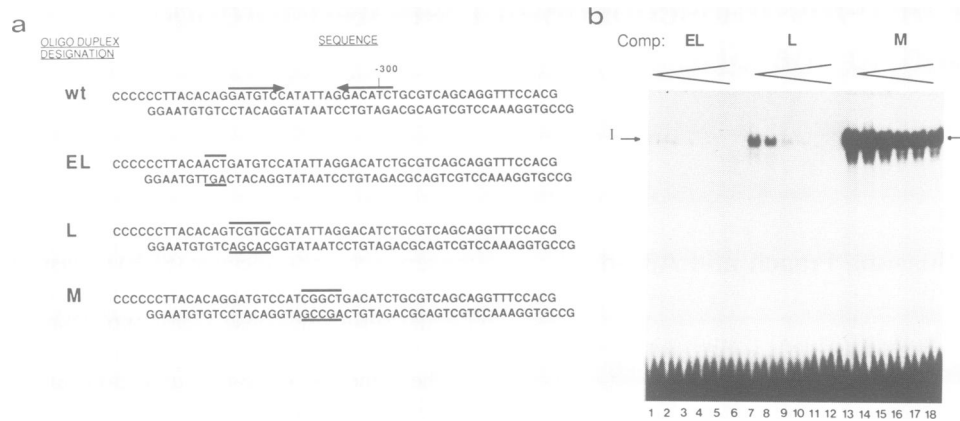 a
OLIGO DUPLEX
DESIGNATION
SEQUENCE
-300
wt
CCCCCCTTACACAGGATGTCCATATTAGGACATCTGCGTCAGCAGGTTTCCACG
GGAATGTGTCCTACAGGTATAATCCTGTAGACGCAGTCGTCCAAAGGTGCCG
EL
CCCCCCTTACAACTGATGTCCATATTAGGACATCTGCGTCAGCAGGTTTCCACG
GGAATGTTGACTACAGGTATAATCCTGTAGACGCAGTCGTCCAAAGGTGCCG
L
CCCCCCTTACACAGTCGTGCCATATTAGGACATCTGCGTCAGCAGGTTTCCACG
GGAATGTGTCAGCACGGTATAATCCTGTAGACGCAGTCGTCCAAAGGTGCCG
M
CCCCCCTTACACAGGATGTCCATCGGCTGACATCTGCGTCAGCAGGTTTCCACG
GGAATGTGTCCTACAGGTAGCCGACTGTAGACGCAGTCGTCCAAAGGTGCCG
b
Comp: EL L M
I
1 2 3 4 5 6 7 8 9 10 11 12 13 14 15 16 17 18